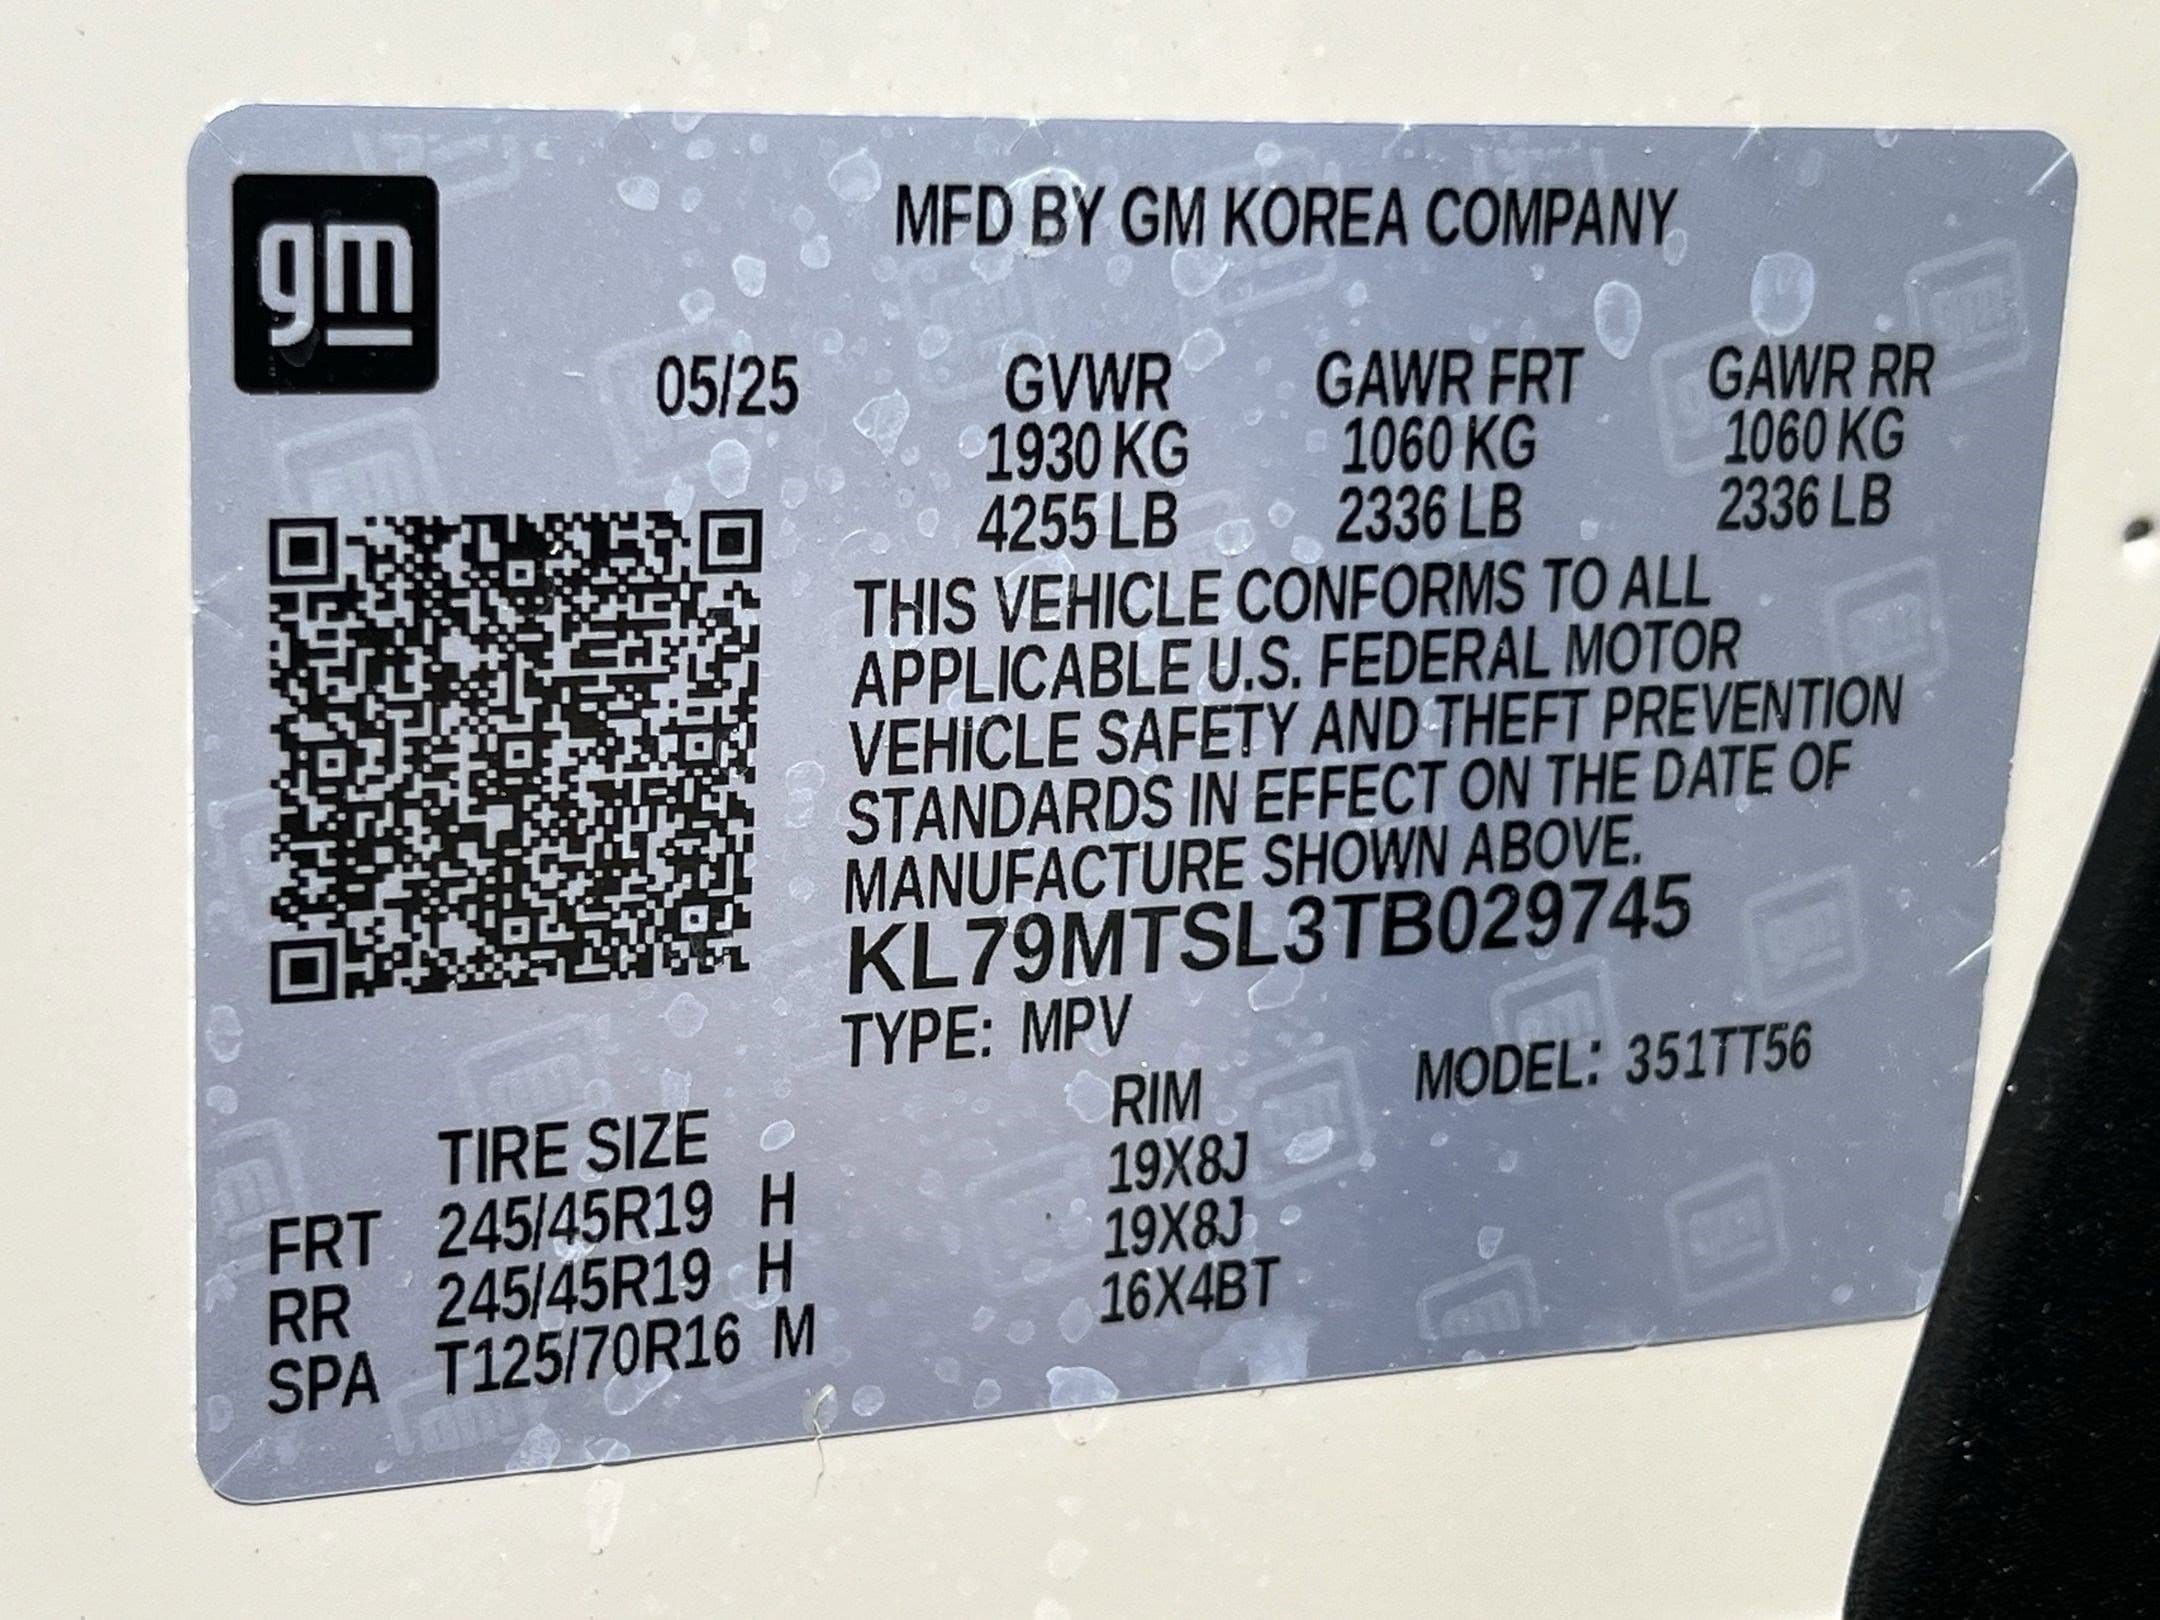 gm
MFD BY GM KOREA COMPANY
05/25 GVWR GAWR FRT GAWR RR
1930 KG 1060 KG 1060 KG
4255 LB 2336 LB 2336 LB
THIS VEHICLE CONFORMS TO ALL
APPLICABLE U.S. FEDERAL MOTOR
VEHICLE SAFETY AND THEFT PREVENTION
STANDARDS IN EFFECT ON THE DATE OF
MANUFACTURE SHOWN ABOVE.
KL79MTSL3TB029745
TYPE: MPV MODEL: 351TT56
TIRE SIZE RIM
FRT 245/45R19 H 19X8J
RR 245/45R19 H 19X8J
SPA T125/70R16 M 16X4BT